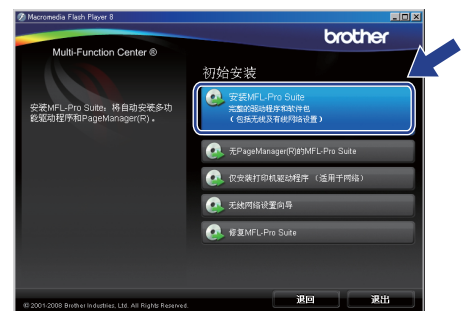 Macromedia Flash Player 8
brother
Multi-Function Center ®
初始安装
安装MFL-Pro Suite：将自动安装多功
能驱动程序和PageManager(R)。
安装MFL-Pro Suite
完整的驱动程序和软件包
（包括无线及有线网络设置）
无PageManager(R)的MFL-Pro Suite
仅安装打印机驱动程序 （适用于网络）
无线网络设置向导
修复MFL-Pro Suite
© 2001-2008 Brother Industries, Ltd. All Rights Reserved.
退回
退出